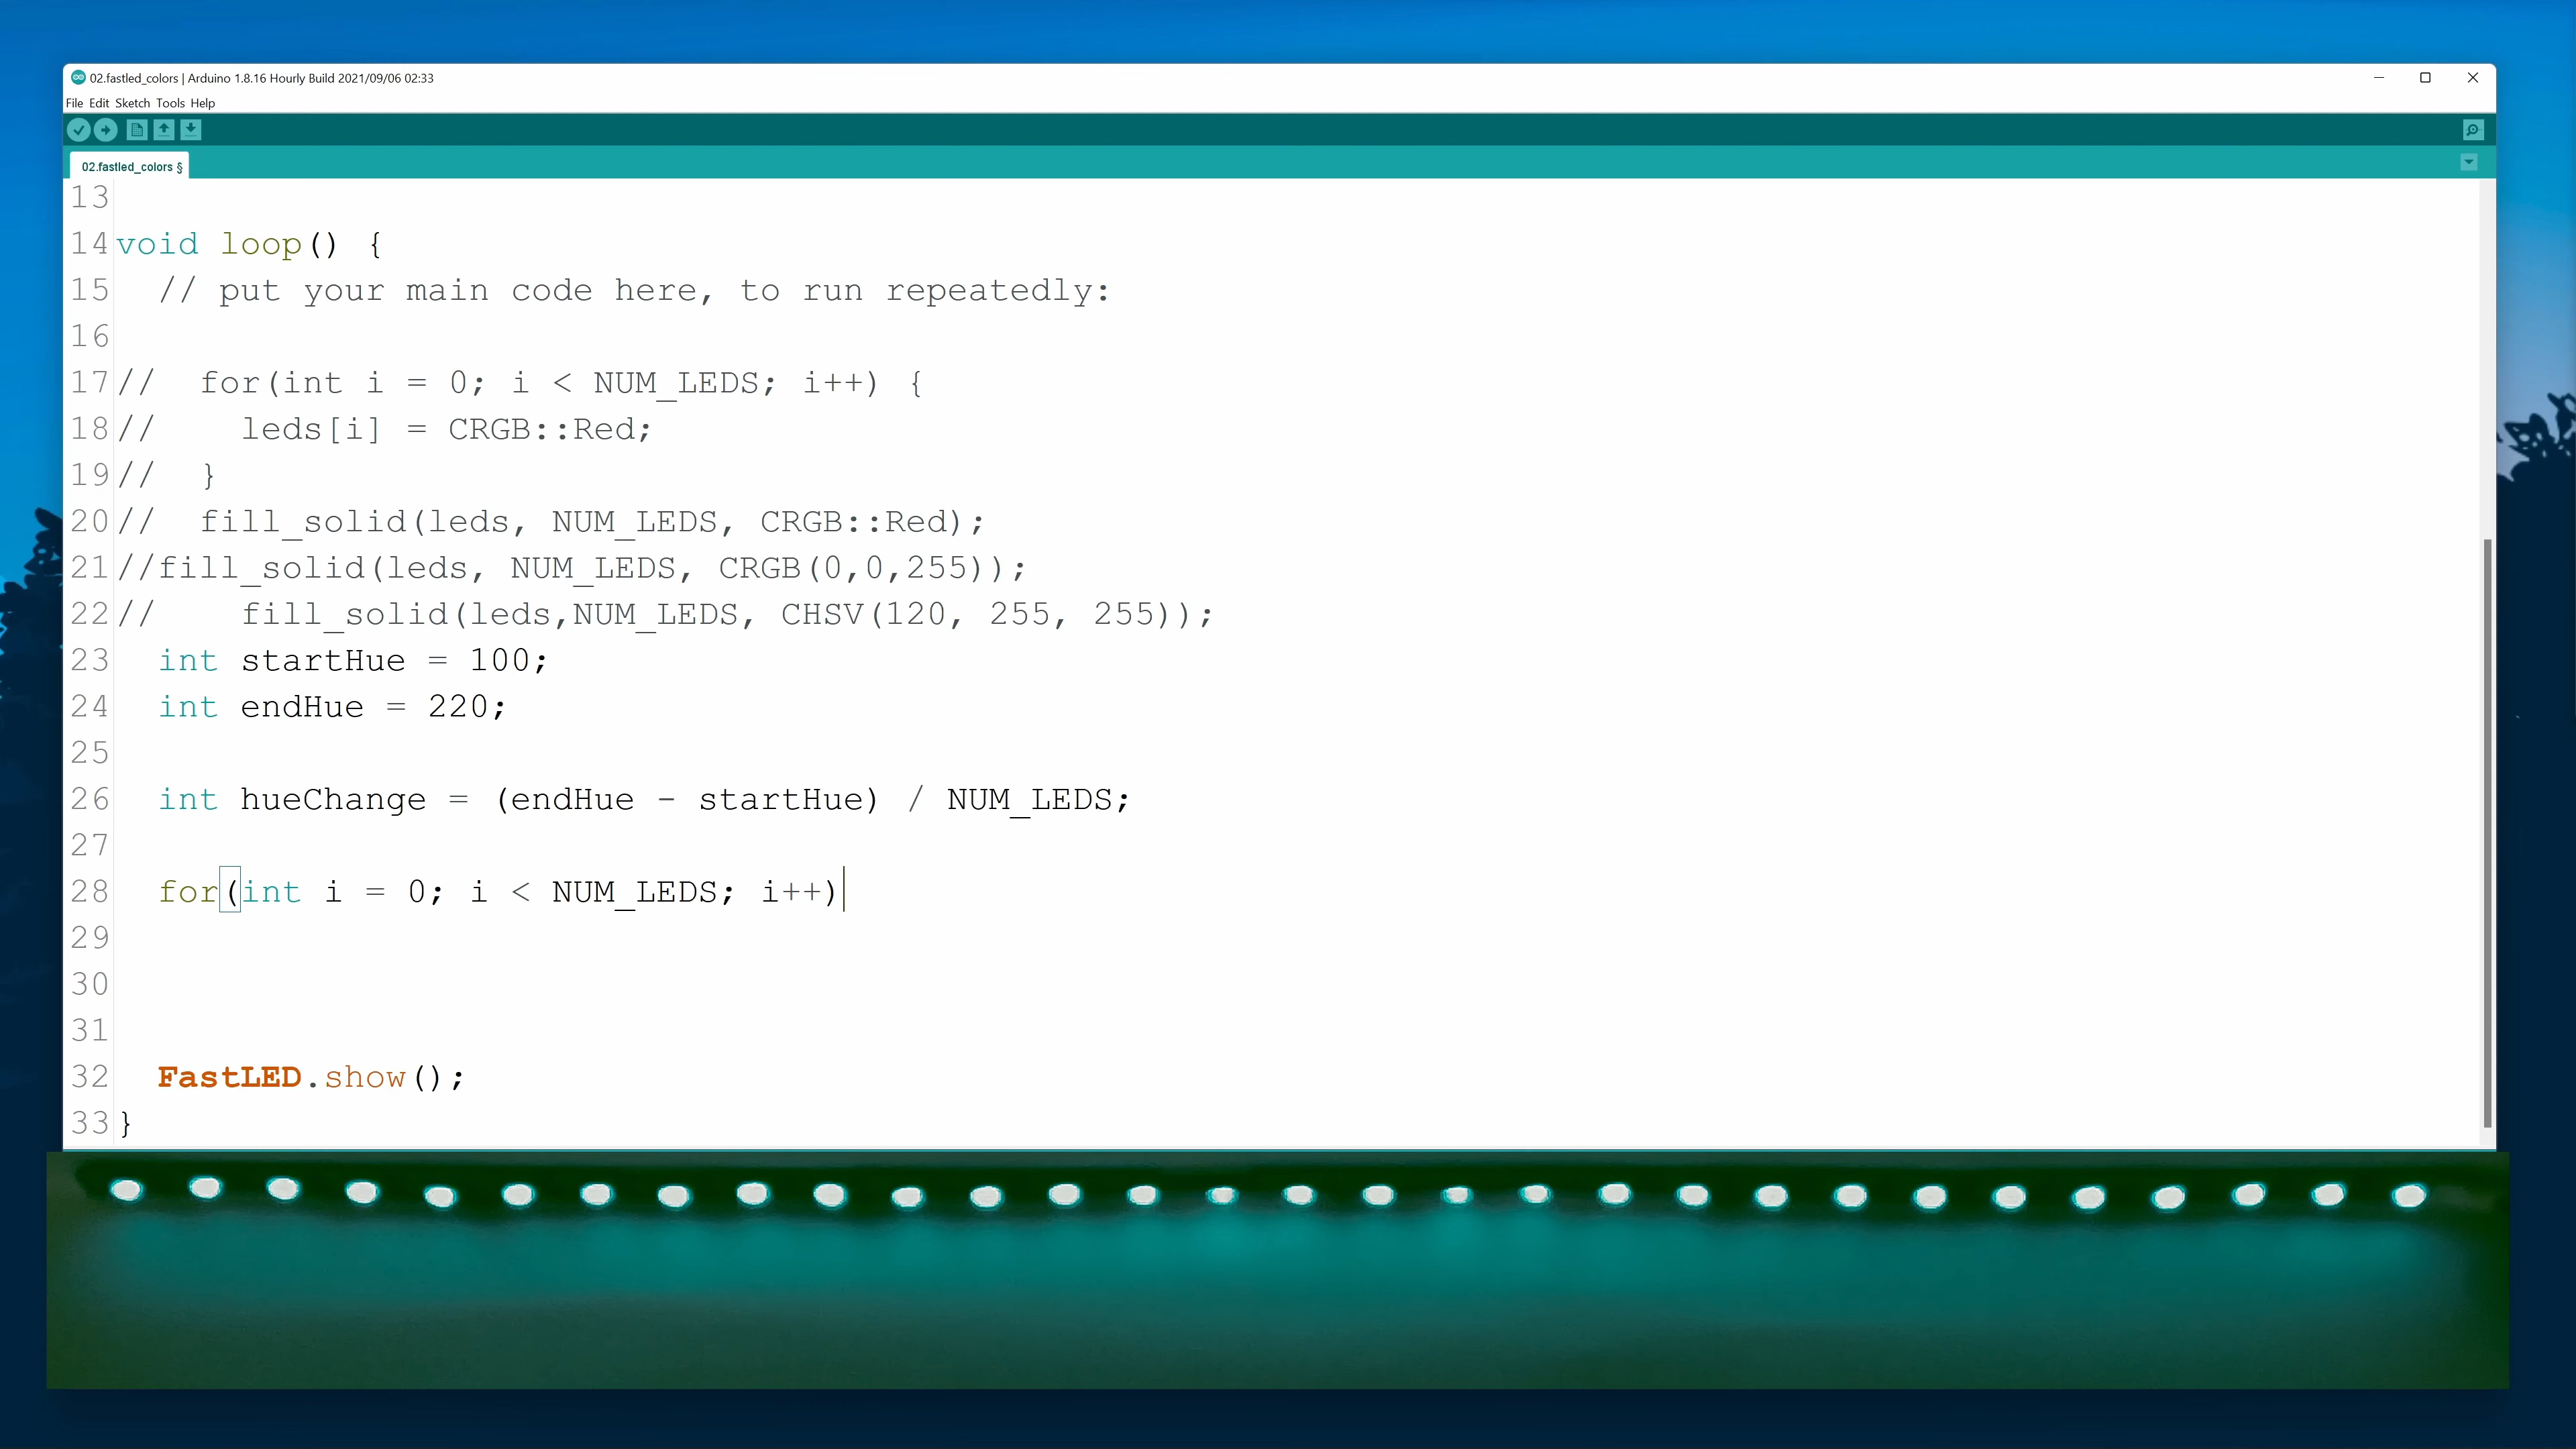 02.fastled_colors | Arduino 1.8.16 Hourly Build 2021/09/06 02:33
File Edit Sketch Tools Help
02.fastled_colors §
13
14 void loop() {
15 // put your main code here, to run repeatedly:
16
17 // for(int i = 0; i < NUM_LEDS; i++) {
18 // leds[i] = CRGB::Red;
19 // }
20 // fill_solid(leds, NUM_LEDS, CRGB::Red);
21 //fill_solid(leds, NUM_LEDS, CRGB(0,0,255));
22 // fill_solid(leds,NUM_LEDS, CHSV(120, 255, 255));
23 int startHue = 100;
24 int endHue = 220;
25
26 int hueChange = (endHue - startHue) / NUM_LEDS;
27
28 for(int i = 0; i < NUM_LEDS; i++)
29
30
31
32 FastLED.show();
33 }